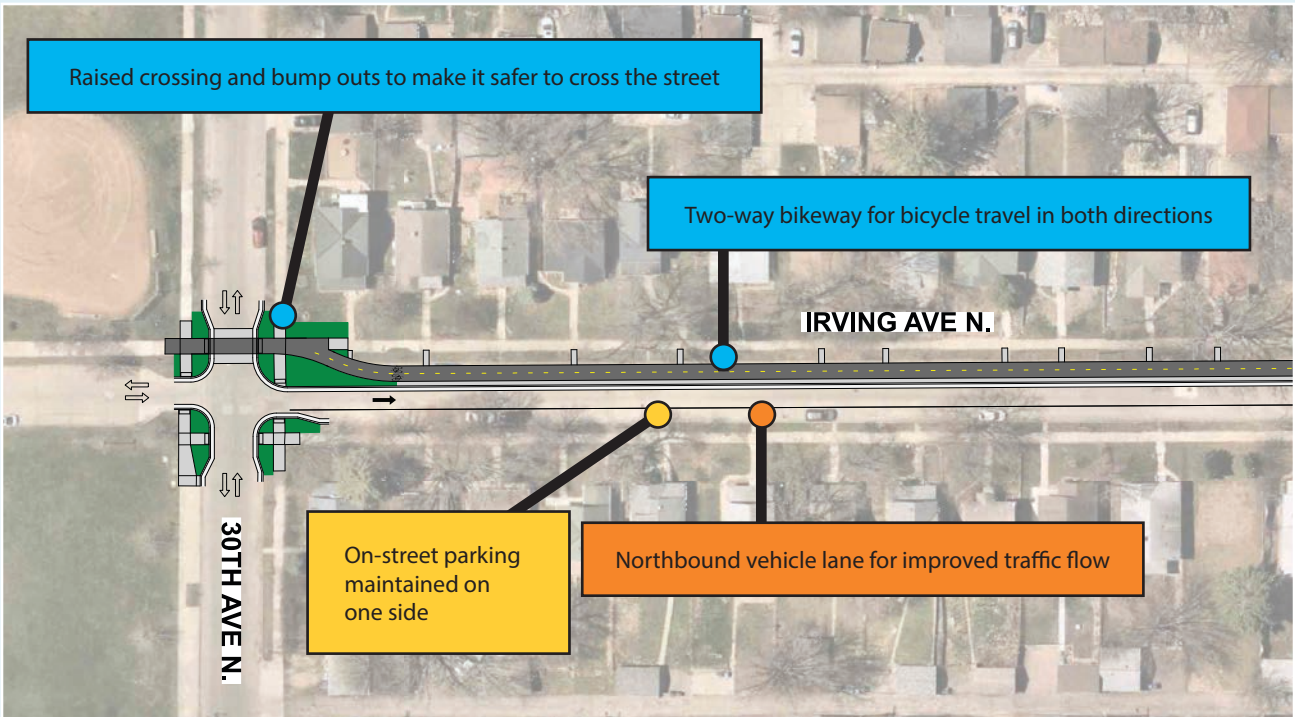 Raised crossing and bump outs to make it safer to cross the street
Two-way bikeway for bicycle travel in both directions
IRVING AVE N.
On-street parking
maintained on
one side
Northbound vehicle lane for improved traffic flow
30TH AVE N.